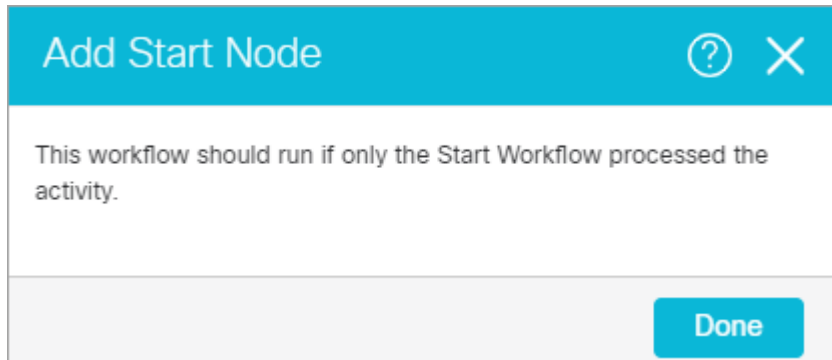 Add Start Node
?
This workflow should run if only the Start Workflow processed the
activity.
Done